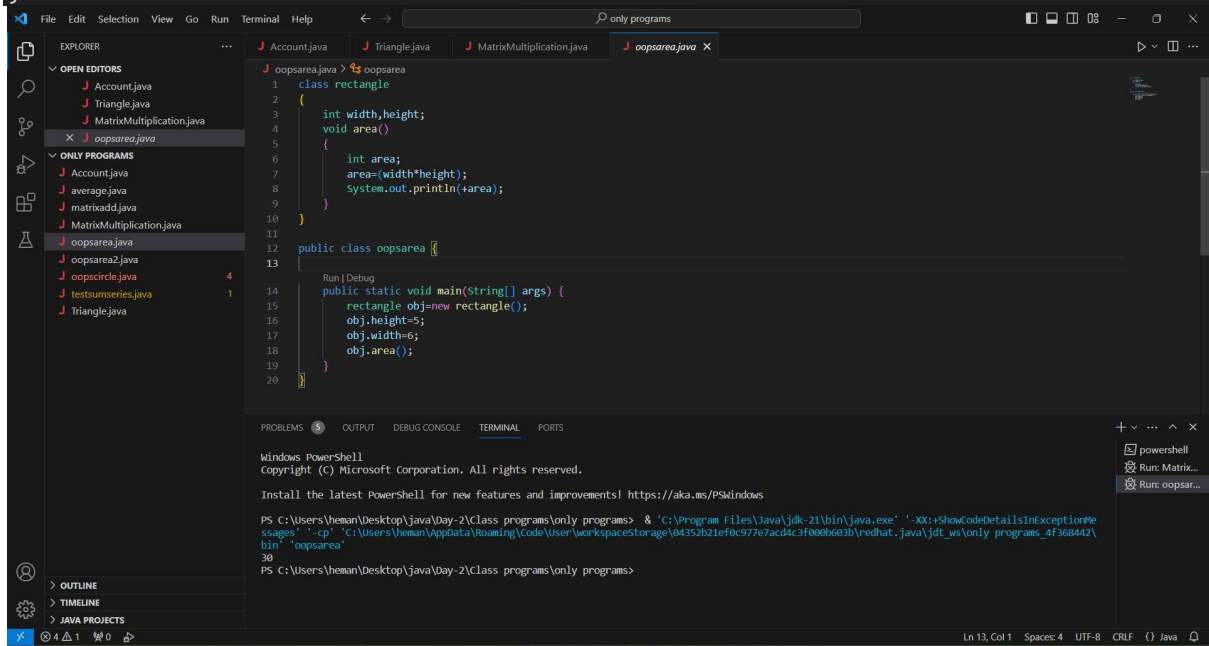 File Edit Selection View Go Run Terminal Help
only programs
EXPLORER
OPEN EDITORS
J Account.java
J Triangle.java
J MatrixMultiplication.java
J oopsarea.java
ONLY PROGRAMS
J Account.java
J average.java
J matrixadd.java
J MatrixMultiplication.java
J oopsarea.java
J oopsarea2.java
J oopscircle.java 4
J testsumseries.java 1
J Triangle.java
OUTLINE
TIMELINE
JAVA PROJECTS
J Account.java J Triangle.java J MatrixMultiplication.java J oopsarea.java
J oopsarea.java > oopsarea
1 class rectangle
2 {
3 int width,height;
4 void area()
5 {
6 int area;
7 area=(width*height);
8 System.out.println(+area);
9 }
10 }
11
12 public class oopsarea {
13
Run | Debug
14 public static void main(String[] args) {
15 rectangle obj=new rectangle();
16 obj.height=5;
17 obj.width=6;
18 obj.area();
19 }
20 }
PROBLEMS 5 OUTPUT DEBUG CONSOLE TERMINAL PORTS
Windows PowerShell
Copyright (C) Microsoft Corporation. All rights reserved.
Install the latest PowerShell for new features and improvements! https://aka.ms/PSWindows
PS C:\Users\heman\Desktop\java\Day-2\Class programs\only programs> & 'C:\Program Files\Java\jdk-21\bin\java.exe' '-XX:+ShowCodeDetailsInExceptionMe
ssages' '-cp' 'C:\Users\heman\AppData\Roaming\Code\User\workspaceStorage\04352b21ef0c977e7acd4c3f000b603b\redhat.java\jdt_ws\only programs_4f368442\
bin' 'oopsarea'
30
PS C:\Users\heman\Desktop\java\Day-2\Class programs\only programs>
powershell
Run: Matrix...
Run: oopsar...
4 1 0
Ln 13, Col 1 Spaces: 4 UTF-8 CRLF {} Java